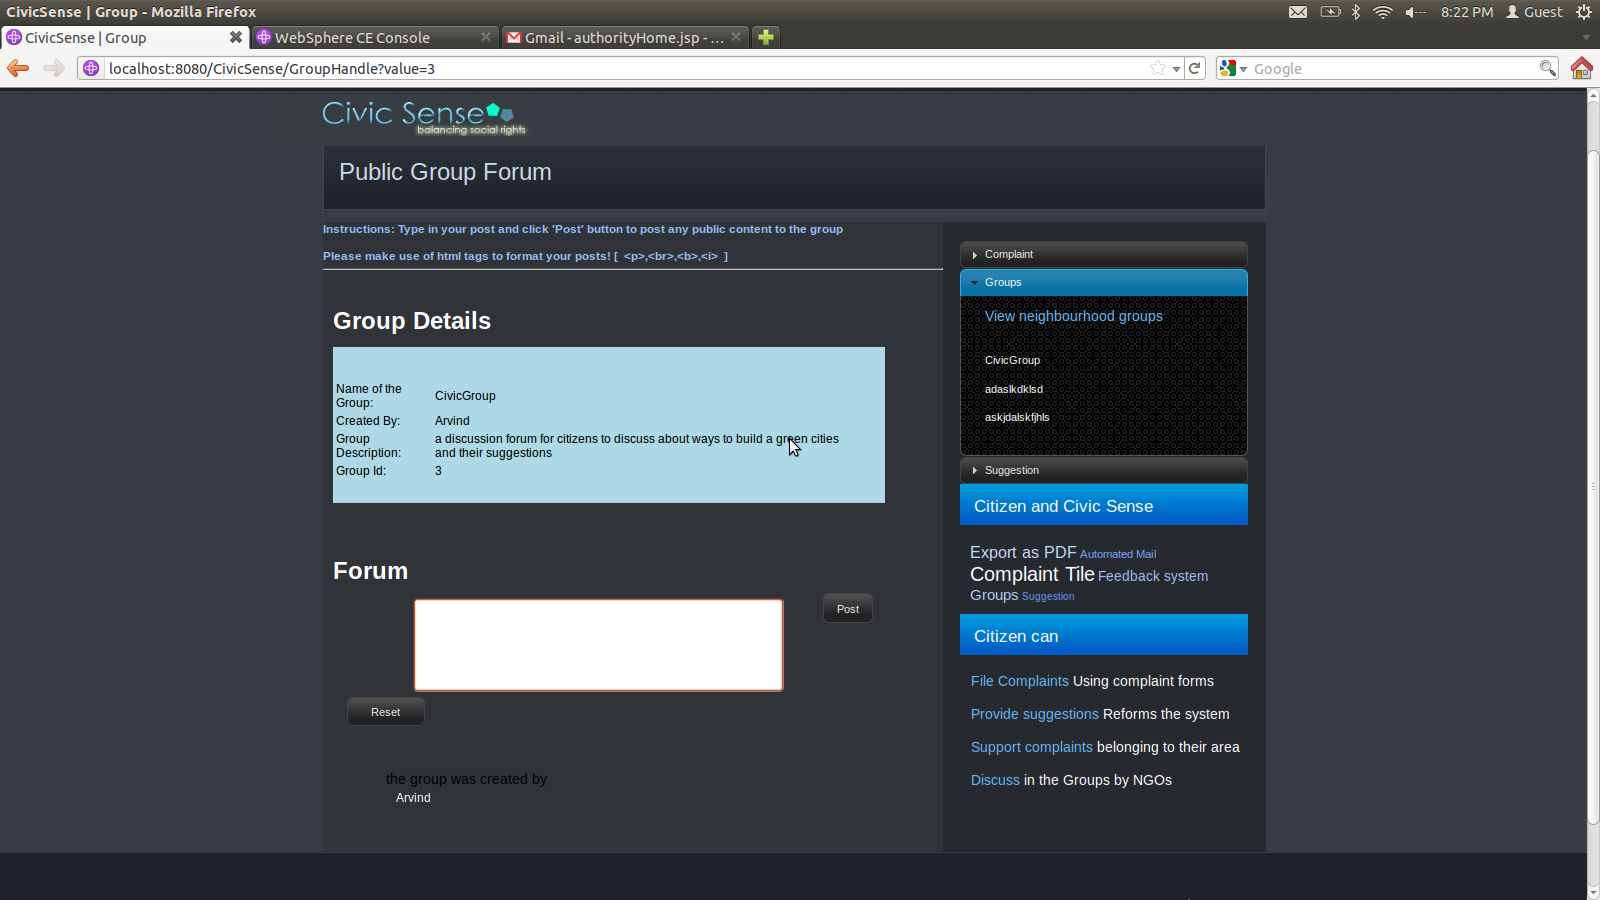 CivicSense | Group - Mozilla Firefox
8:22 PM Guest
CivicSense | Group
WebSphere CE Console
Gmail - authorityHome.jsp - ...
localhost:8080/CivicSense/GroupHandle?value=3
Google
Civic Sense
balancing social rights
Public Group Forum
Instructions: Type in your post and click 'Post' button to post any public content to the group
Please make use of html tags to format your posts! [ <p>,<br>,<b>,<i> ]
Group Details
Name of the
Group:
CivicGroup
Created By: Arvind
Group
Description:
a discussion forum for citizens to discuss about ways to build a green cities
and their suggestions
Group Id: 3
Forum
Post
Reset
the group was created by
Arvind
Complaint
Groups
View neighbourhood groups
CivicGroup
adaslkdklsd
askjdalskfjhls
Suggestion
Citizen and Civic Sense
Export as PDF Automated Mail
Complaint Tile Feedback system
Groups Suggestion
Citizen can
File Complaints Using complaint forms
Provide suggestions Reforms the system
Support complaints belonging to their area
Discuss in the Groups by NGOs